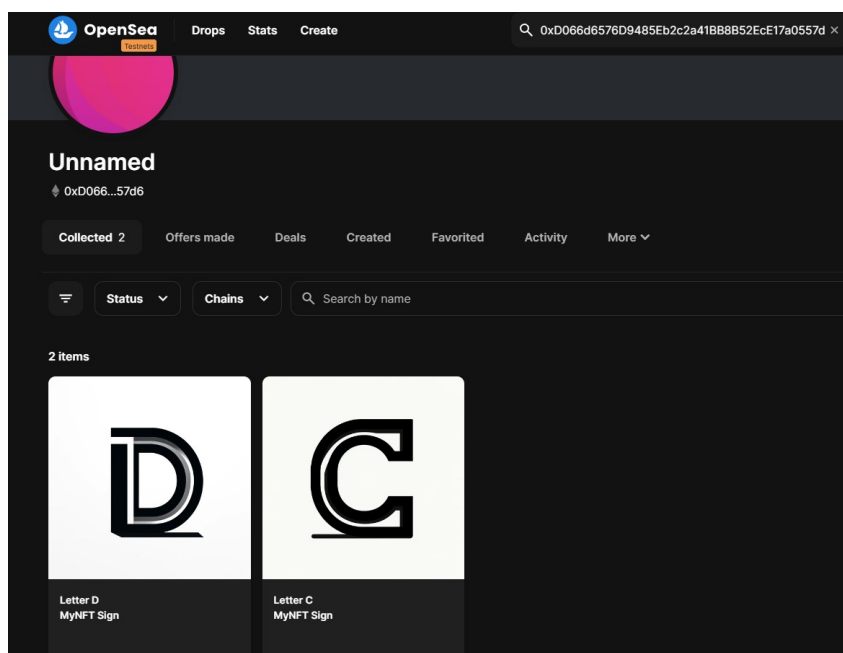 OpenSea
Testnets
Drops Stats Create
0xD066d6576D9485Eb2c2a41BB8B52EcE17a0557d ×
Unnamed
0xD066...57d6
Collected 2 Offers made Deals Created Favorited Activity More
Status Chains Search by name
2 items
D C
Letter D Letter C
MyNFT Sign MyNFT Sign